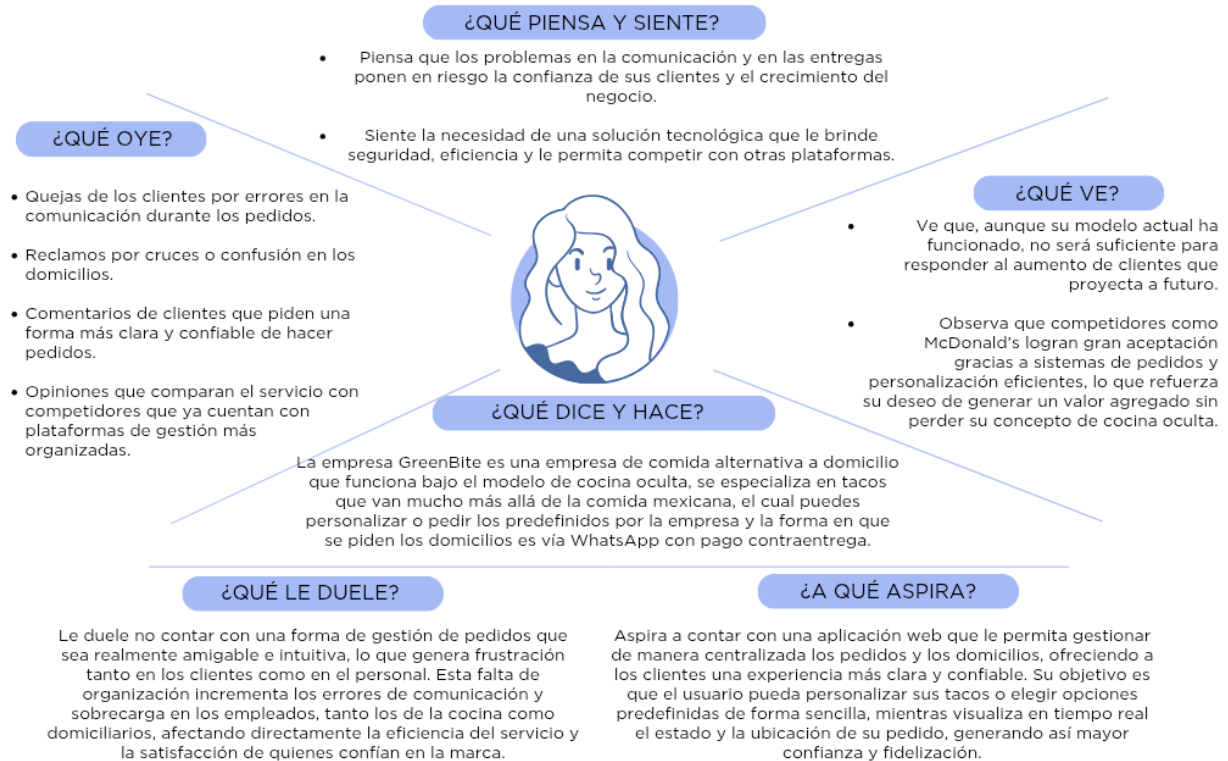 ¿QUÉ PIENSA Y SIENTE?
• Piensa que los problemas en la comunicación y en las entregas
ponen en riesgo la confianza de sus clientes y el crecimiento del
negocio.
• Siente la necesidad de una solución tecnológica que le brinde
seguridad, eficiencia y le permita competir con otras plataformas.
¿QUÉ OYE?
• Quejas de los clientes por errores en la
comunicación durante los pedidos.
• Reclamos por cruces o confusión en los
domicilios.
• Comentarios de clientes que piden una
forma más clara y confiable de hacer
pedidos.
• Opiniones que comparan el servicio con
competidores que ya cuentan con
plataformas de gestión más
organizadas.
¿QUÉ VE?
• Ve que, aunque su modelo actual ha
funcionado, no será suficiente para
responder al aumento de clientes que
proyecta a futuro.
• Observa que competidores como
McDonald's logran gran aceptación
gracias a sistemas de pedidos y
personalización eficientes, lo que refuerza
su deseo de generar un valor agregado sin
perder su concepto de cocina oculta.
¿QUÉ DICE Y HACE?
La empresa GreenBite es una empresa de comida alternativa a domicilio
que funciona bajo el modelo de cocina oculta, se especializa en tacos
que van mucho más allá de la comida mexicana, el cual puedes
personalizar o pedir los predefinidos por la empresa y la forma en que
se piden los domicilios es vía WhatsApp con pago contraentrega.
¿QUÉ LE DUELE?
Le duele no contar con una forma de gestión de pedidos que
sea realmente amigable e intuitiva, lo que genera frustración
tanto en los clientes como en el personal. Esta falta de
organización incrementa los errores de comunicación y
sobrecarga en los empleados, tanto los de la cocina como
domiciliarios, afectando directamente la eficiencia del servicio y
la satisfacción de quienes confían en la marca.
¿A QUÉ ASPIRA?
Aspira a contar con una aplicación web que le permita gestionar
de manera centralizada los pedidos y los domicilios, ofreciendo a
los clientes una experiencia más clara y confiable. Su objetivo es
que el usuario pueda personalizar sus tacos o elegir opciones
predefinidas de forma sencilla, mientras visualiza en tiempo real
el estado y la ubicación de su pedido, generando así mayor
confianza y fidelización.